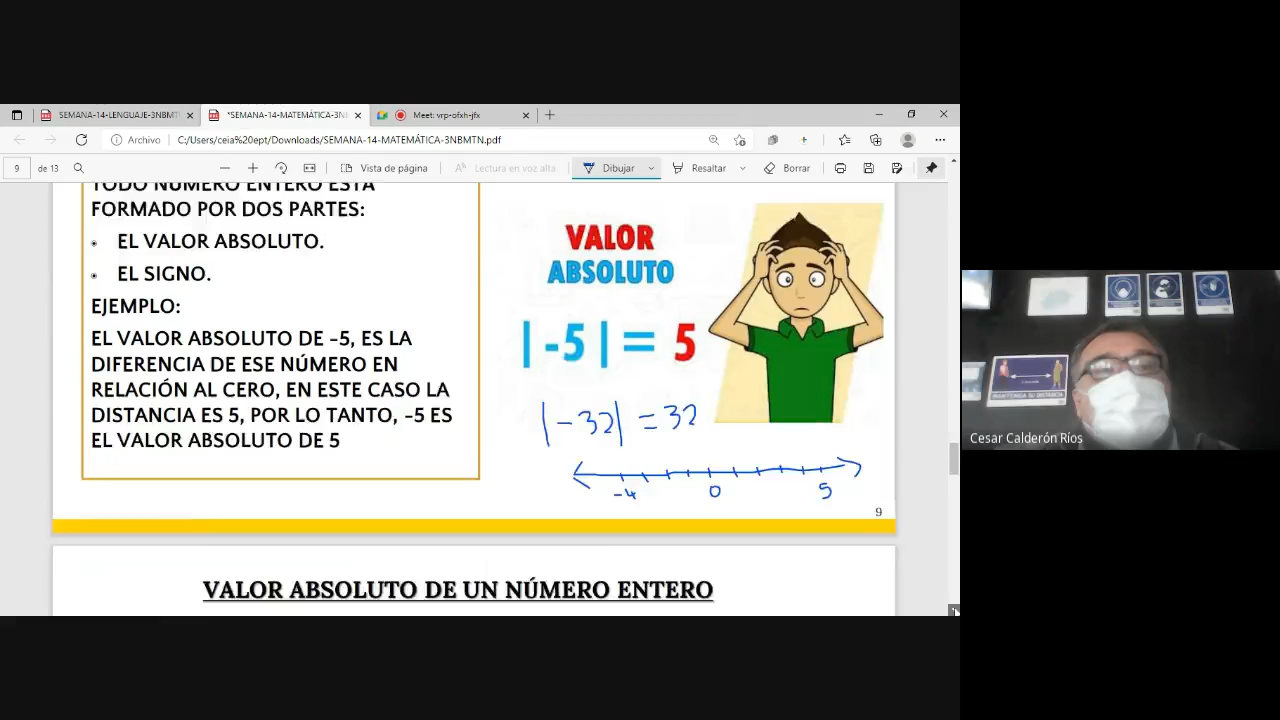 SEMANA-14-LENGUAJE-3NBMT
*SEMANA-14-MATEMÁTICA-3NB
Meet: vrp-ofxh-jfx
Archivo
C:/Users/ceia%20ept/Downloads/SEMANA-14-MATEMÁTICA-3NBMTN.pdf
9 de 13
Vista de página
Lectura en voz alta
Dibujar
Resaltar
Borrar
TODO NÚMERO ENTERO ESTÁ
FORMADO POR DOS PARTES:
• EL VALOR ABSOLUTO.
• EL SIGNO.
EJEMPLO:
EL VALOR ABSOLUTO DE –5, ES LA
DIFERENCIA DE ESE NÚMERO EN
RELACIÓN AL CERO, EN ESTE CASO LA
DISTANCIA ES 5, POR LO TANTO, –5 ES
EL VALOR ABSOLUTO DE 5
VALOR
ABSOLUTO
|-5| = 5
|-32| = 32
-4 0 5
9
VALOR ABSOLUTO DE UN NÚMERO ENTERO
Cesar Calderón Ríos